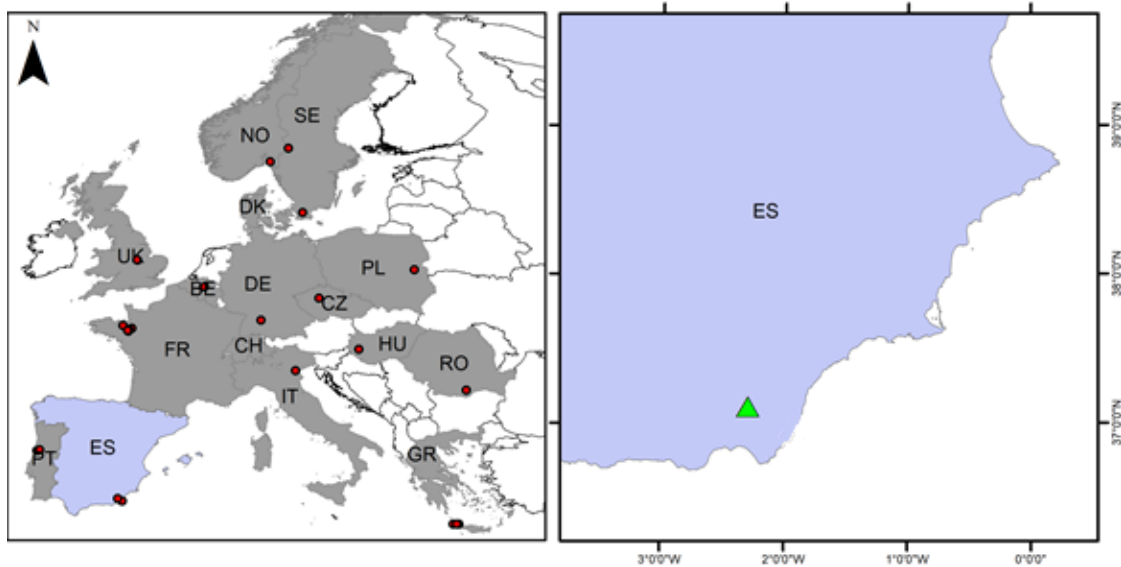 N
SE
NO
DK
UK
BE
DE
PL
CZ
FR
CH
HU
RO
IT
PT
ES
GR
ES
39°0'0"N
38°0'0"N
37°0'0"N
3°0'0"W
2°0'0"W
1°0'0"W
0°0'0"